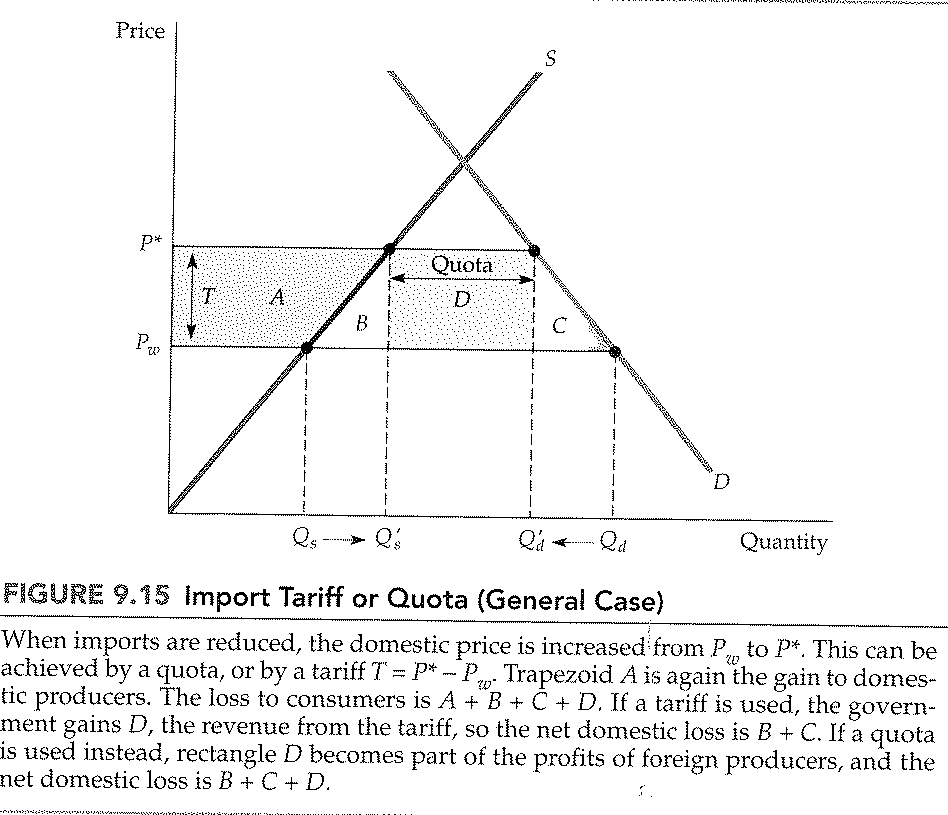 Price
S
P*
Quota
T
A
D
B
C
P_w
D
Q_s → Q'_s
Q'_d ← Q_d
Quantity
FIGURE 9.15 Import Tariff or Quota (General Case)
When imports are reduced, the domestic price is increased from P_w to P*. This can be
achieved by a quota, or by a tariff T = P* – P_w. Trapezoid A is again the gain to domes-
tic producers. The loss to consumers is A + B + C + D. If a tariff is used, the govern-
ment gains D, the revenue from the tariff, so the net domestic loss is B + C. If a quota
is used instead, rectangle D becomes part of the profits of foreign producers, and the
net domestic loss is B + C + D.